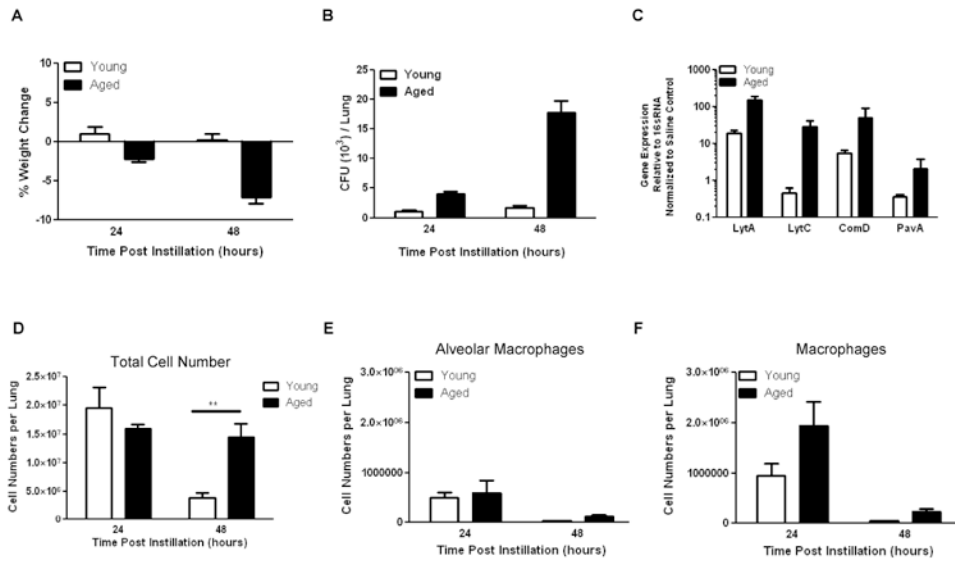 A
Young
Aged
10
5
0
-5
-10
% Weight Change
24
48
Time Post Instillation (hours)
B
Young
Aged
25
20
15
10
5
0
CFU (10³) / Lung
24
48
Time Post Instillation (hours)
C
Young
Aged
1000
100
10
1
0.1
Gene Expression
Relative to 16sRNA
Normalized to Saline Control
LytA
LytC
ComD
PavA
D
Total Cell Number
Young
Aged
2.5×10⁷
2.0×10⁷
1.5×10⁷
1.0×10⁷
5.0×10⁶
0
**
Cell Numbers per Lung
24
48
Time Post Instillation (hours)
E
Alveolar Macrophages
Young
Aged
3.0×10⁰⁶
2.0×10⁰⁶
1000000
0
Cell Numbers per Lung
24
48
Time Post Instillation (hours)
F
Macrophages
Young
Aged
3.0×10⁰⁶
2.0×10⁰⁶
1000000
0
Cell Numbers per Lung
24
48
Time Post Instillation (hours)